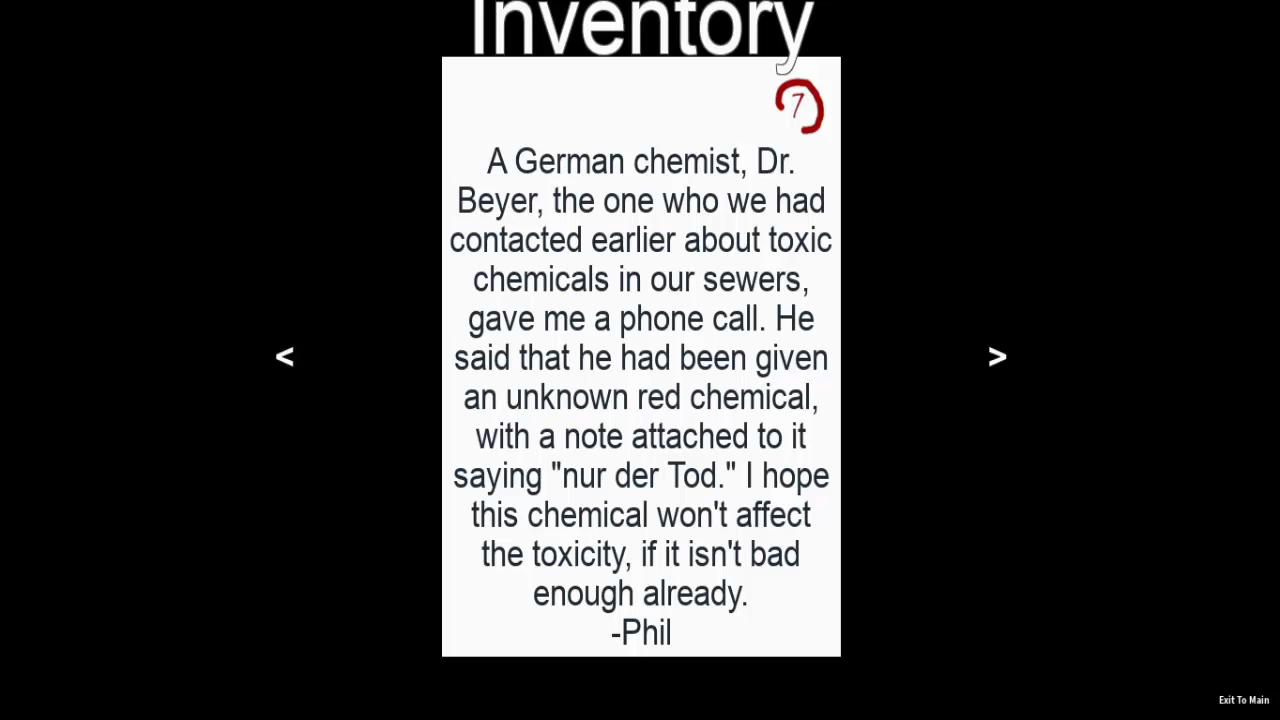 Inventory
7
A German chemist, Dr.
Beyer, the one who we had
contacted earlier about toxic
chemicals in our sewers,
gave me a phone call. He
said that he had been given
an unknown red chemical,
with a note attached to it
saying "nur der Tod." I hope
this chemical won't affect
the toxicity, if it isn't bad
enough already.
-Phil
<
>
Exit To Main